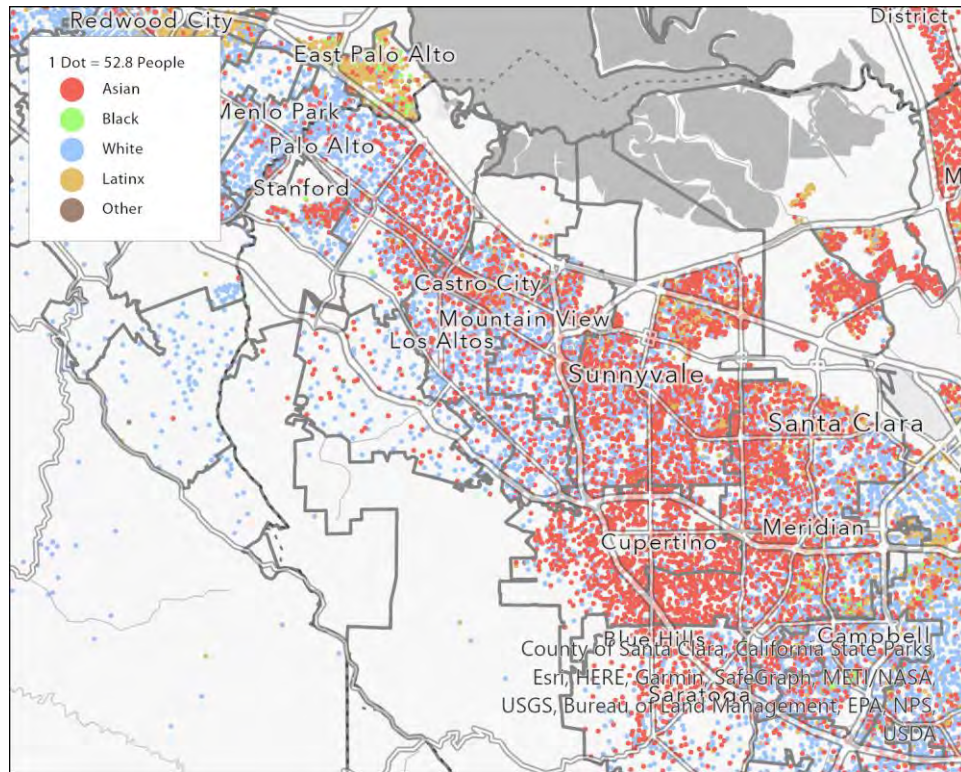 Redwood City
District
1 Dot = 52.8 People
Asian
Black
White
Latinx
Other
East Palo Alto
Menlo Park
Palo Alto
Stanford
M
Castro City
Mountain View
Los Altos
Sunnyvale
Santa Clara
Meridian
Cupertino
Blue Hills
Campbell
Saratoga
County of Santa Clara, California State Parks,
Esri, HERE, Garmin, SafeGraph, METI/NASA,
USGS, Bureau of Land Management, EPA, NPS,
USDA